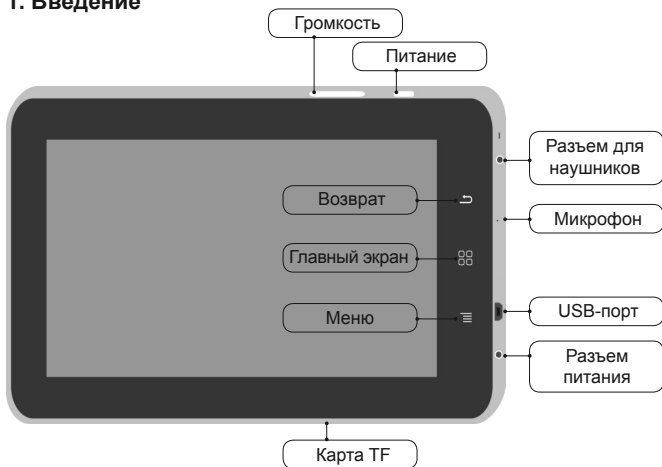 1. Введение
Громкость
Питание
Разъем для
наушников
Возврат
Микрофон
Главный экран
USB-порт
Меню
Разъем
питания
Карта TF